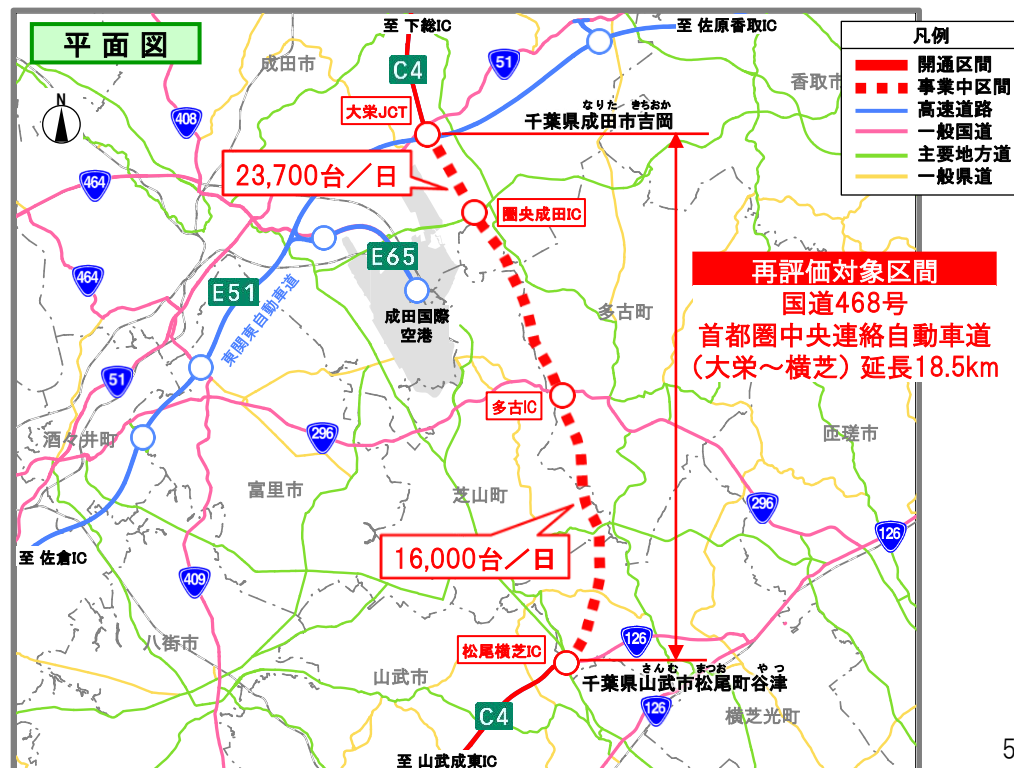 平面図
至 下総IC
至 佐原香取IC
凡例
開通区間
事業中区間
高速道路
一般国道
主要地方道
一般県道
N
成田市
C4
51
香取市
408
大栄JCT
なりた きちおか
千葉県成田市吉岡
23,700台／日
464
圏央成田IC
E65
464
E51
東関東自動車道
成田国際
空港
多古町
再評価対象区間
国道468号
首都圏中央連絡自動車道
（大栄～横芝）延長18.5km
51
多古IC
296
酒々井町
匝瑳市
富里市
芝山町
296
126
至 佐倉IC
16,000台／日
409
八街市
126
松尾横芝IC
さんむ まつお やつ
千葉県山武市松尾町谷津
山武市
126
横芝光町
C4
至 山武成東IC
5